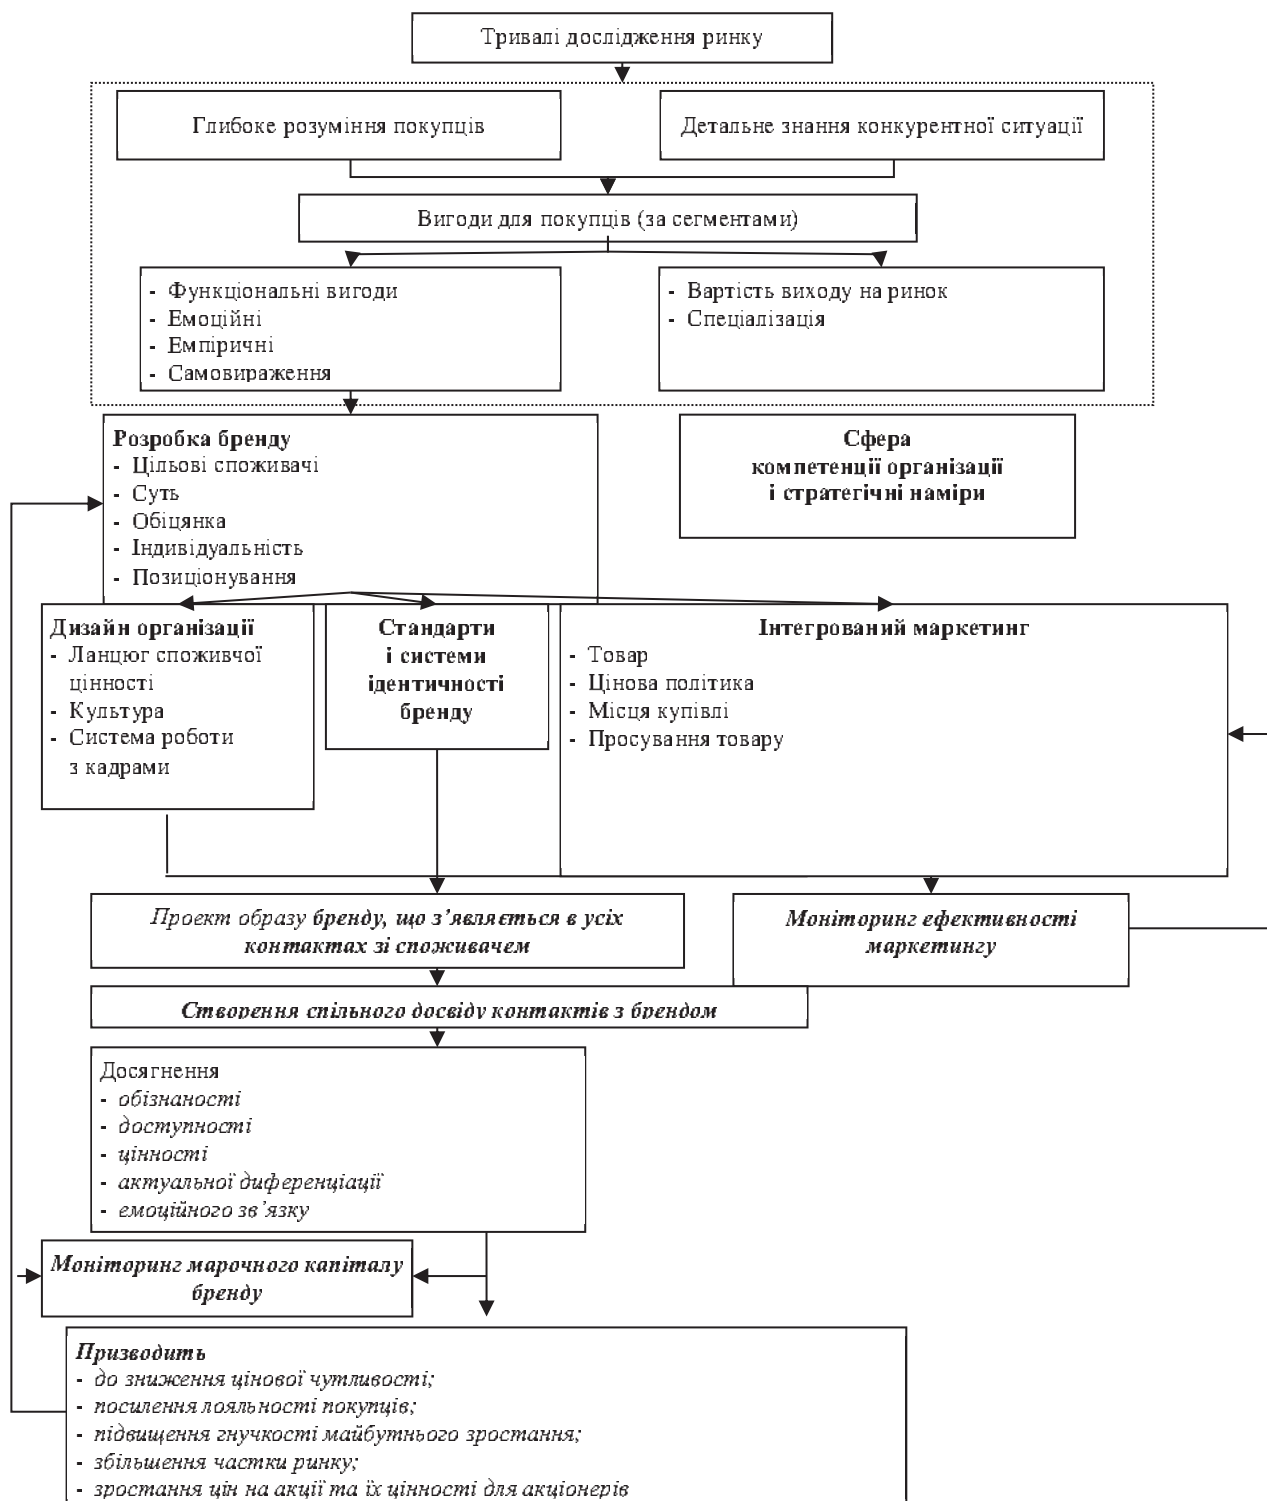 Тривалі дослідження ринку
Глибоке розуміння покупців
Детальне знання конкурентної ситуації
Вигоди для покупців (за сегментами)
- Функціональні вигоди
- Емоційні
- Емпіричні
- Самовираження
- Вартість виходу на ринок
- Спеціалізація
Розробка бренду
- Цільові споживачі
- Суть
- Обіцянка
- Індивідуальність
- Позиціонування
Сфера
компетенції організації
і стратегічні наміри
Дизайн організації
- Ланцюг споживчої
цінності
- Культура
- Система роботи
з кадрами
Стандарти
і системи
ідентичності
бренду
Інтегрований маркетинг
- Товар
- Цінова політика
- Місця купівлі
- Просування товару
Проект образу бренду, що з’являється в усіх
контактах зі споживачем
Моніторинг ефективності
маркетингу
Створення спільного досвіду контактів з брендом
Досягнення
- обізнаності
- доступності
- цінності
- актуальної диференціації
- емоційного зв’язку
Моніторинг марочного капіталу
бренду
Призводить
- до зниження цінової чутливості;
- посилення лояльності покупців;
- підвищення гнучкості майбутнього зростання;
- збільшення частки ринку;
- зростання цін на акції та їх цінності для акціонерів